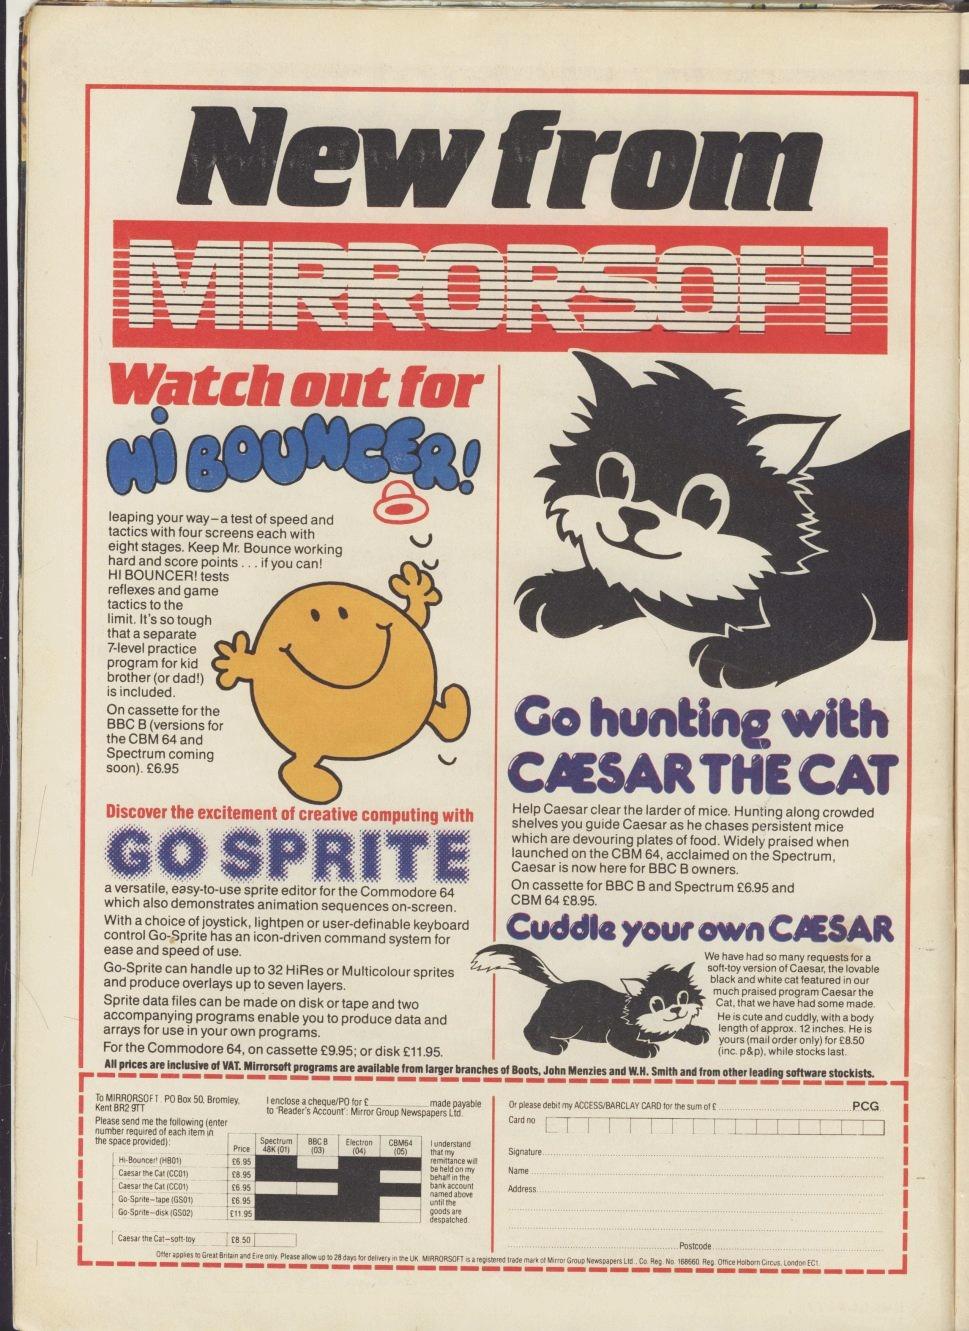 New from
MIRRORSOFT
Watch out for
HI BOUNCER!
leaping your way–a test of speed and
tactics with four screens each with
eight stages. Keep Mr. Bounce working
hard and score points . . . if you can!
HI BOUNCER! tests
reflexes and game
tactics to the
limit. It's so tough
that a separate
7-level practice
program for kid
brother (or dad!)
is included.
On cassette for the
BBC B (versions for
the CBM 64 and
Spectrum coming
soon). £6.95
Discover the excitement of creative computing with
GO SPRITE
a versatile, easy-to-use sprite editor for the Commodore 64
which also demonstrates animation sequences on-screen.
With a choice of joystick, lightpen or user-definable keyboard
control Go-Sprite has an icon-driven command system for
ease and speed of use.
Go-Sprite can handle up to 32 HiRes or Multicolour sprites
and produce overlays up to seven layers.
Sprite data files can be made on disk or tape and two
accompanying programs enable you to produce data and
arrays for use in your own programs.
For the Commodore 64, on cassette £9.95; or disk £11.95.
Go hunting with
CÆSAR THE CAT
Help Caesar clear the larder of mice. Hunting along crowded
shelves you guide Caesar as he chases persistent mice
which are devouring plates of food. Widely praised when
launched on the CBM 64, acclaimed on the Spectrum,
Caesar is now here for BBC B owners.
On cassette for BBC B and Spectrum £6.95 and
CBM 64 £8.95.
Cuddle your own CÆSAR
We have had so many requests for a
soft-toy version of Caesar, the lovable
black and white cat featured in our
much praised program Caesar the
Cat, that we have had some made.
He is cute and cuddly, with a body
length of approx. 12 inches. He is
yours (mail order only) for £8.50
(inc. p&p), while stocks last.
All prices are inclusive of VAT. Mirrorsoft programs are available from larger branches of Boots, John Menzies and W.H. Smith and from other leading software stockists.
To MIRRORSOFT PO Box 50, Bromley,
Kent BR2 9TT
Please send me the following (enter
number required of each item in
the space provided):
I enclose a cheque/PO for £ made payable
to 'Reader's Account': Mirror Group Newspapers Ltd.
Price Spectrum 48K (01) BBC B (03) Electron (04) CBM64 (05)
Hi-Bouncer! (HB01) £6.95
Caesar the Cat (CC01) £8.95
Caesar the Cat (CC01) £6.95
Go-Sprite–tape (GS01) £6.95
Go-Sprite–disk (GS02) £11.95
Caesar the Cat–soft-toy £8.50
I understand
that my
remittance will
be held on my
behalf in the
bank account
named above
until the
goods are
despatched.
Or please debit my ACCESS/BARCLAY CARD for the sum of £ PCG
Card no
Signature
Name
Address
Postcode
Offer applies to Great Britain and Eire only. Please allow up to 28 days for delivery in the UK. MIRRORSOFT is a registered trade mark of Mirror Group Newspapers Ltd., Co. Reg. No. 168660. Reg. Office Holborn Circus, London EC1.